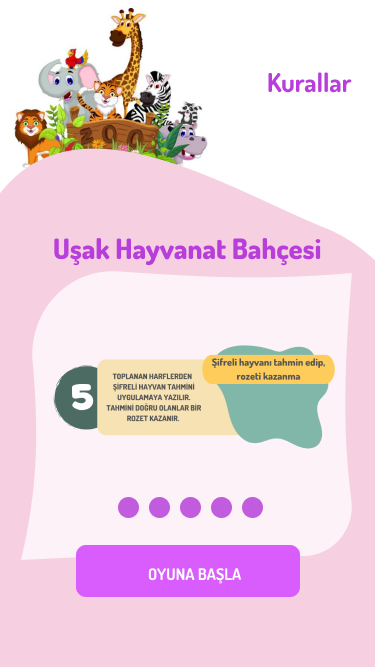 ZOO
Kurallar
Uşak Hayvanat Bahçesi
Şifreli hayvanı tahmin edip,
rozeti kazanma
5
TOPLANAN HARFLERDEN
ŞİFRELİ HAYVAN TAHMİNİ
UYGULAMAYA YAZILIR.
TAHMİNİ DOĞRU OLANLAR BİR
ROZET KAZANIR.
OYUNA BAŞLA